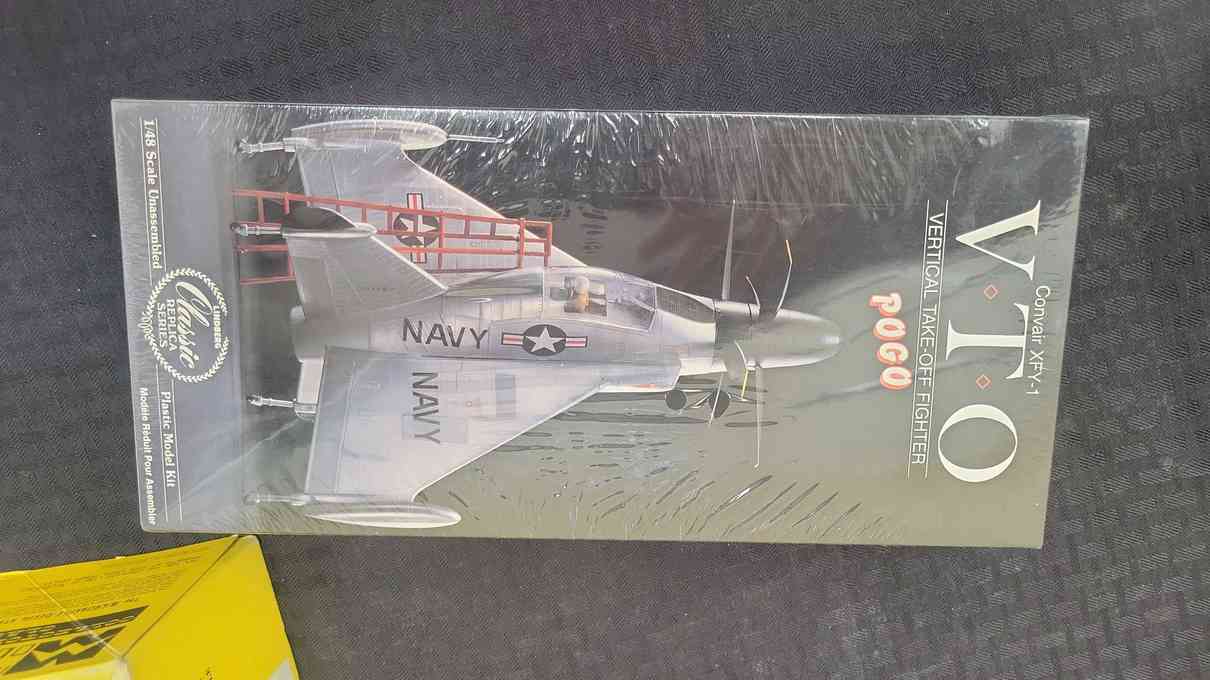 Convair XFY-1
V◇T◇O
VERTICAL TAKE-OFF FIGHTER
POGO
NAVY
NAVY
1/48 Scale Unassembled
LINDBERG
Classic
REPLICA
SERIES
Plastic Model Kit
Modèle Réduit Pour Assembler